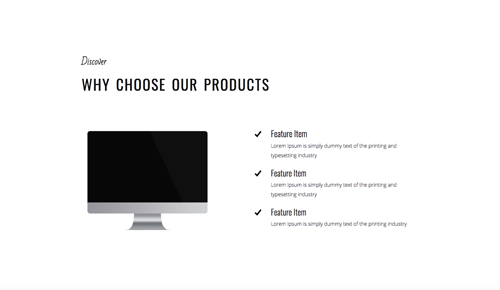 Discover
WHY CHOOSE OUR PRODUCTS
Feature Item
Lorem Ipsum is simply dummy text of the printing and
typesetting industry
Feature Item
Lorem Ipsum is simply dummy text of the printing and
typesetting industry
Feature Item
Lorem Ipsum is simply dummy text of the printing industry